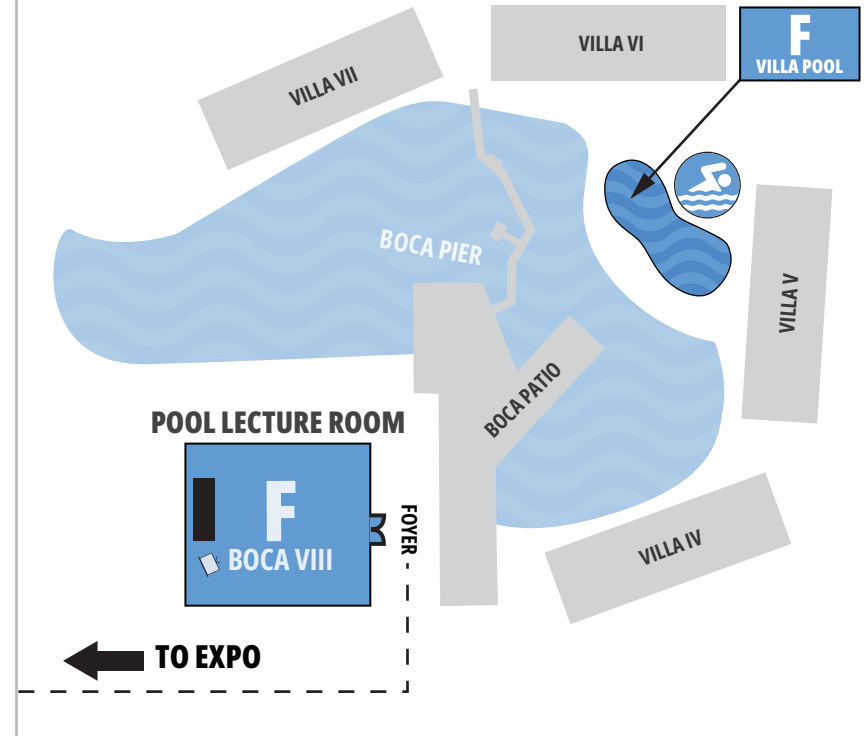 VILLA VII
VILLA VI
F
VILLA POOL
BOCA PIER
VILLA V
BOCA PATIO
POOL LECTURE ROOM
F
BOCA VIII
FOYER
VILLA IV
TO EXPO